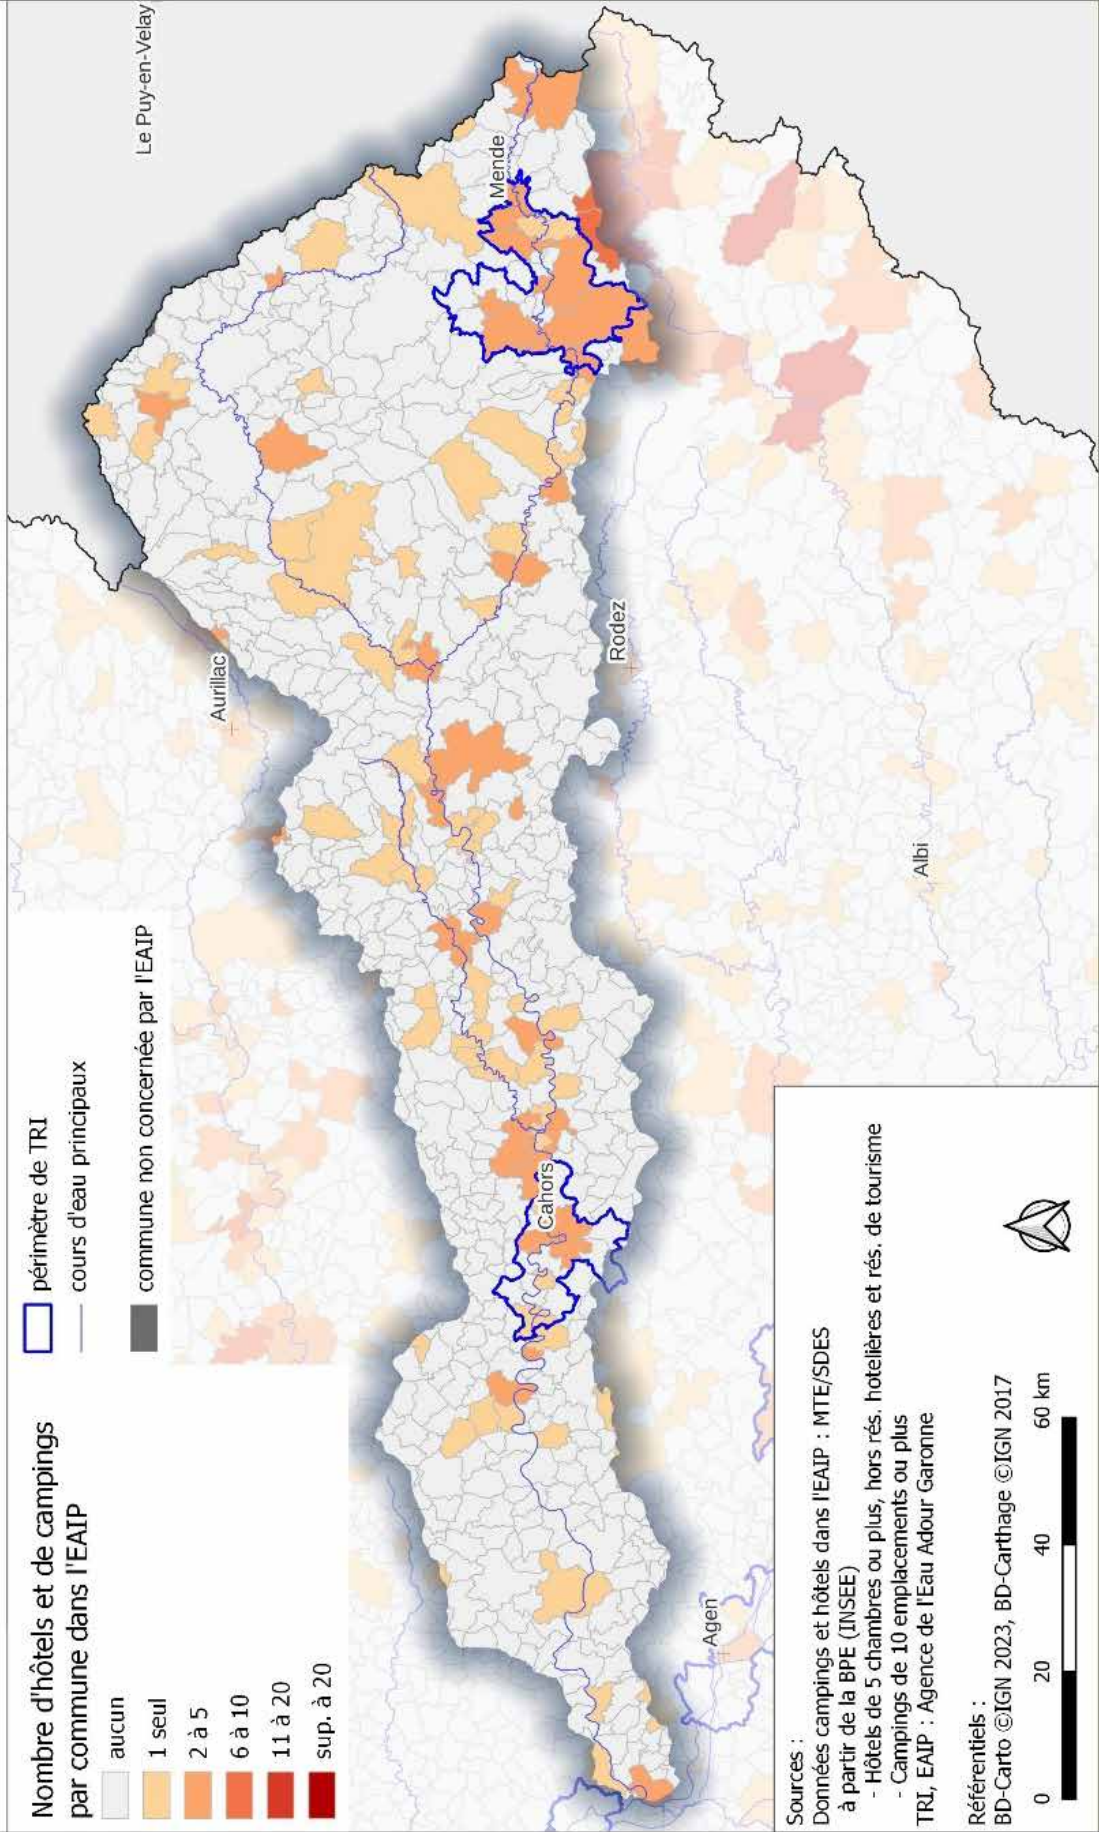 Nombre d'hôtels et de campings
par commune dans l'EAIP
aucun
1 seul
2 à 5
6 à 10
11 à 20
sup. à 20
périmètre de TRI
cours d'eau principaux
commune non concernée par l'EAIP
Le Puy-en-Velay
Aurillac
Mende
Rodez
Cahors
Albi
Agen
Sources :
Données campings et hôtels dans l'EAIP : MTE/SDES
à partir de la BPE (INSEE)
- Hôtels de 5 chambres ou plus, hors rés. hotelières et rés. de tourisme
- Campings de 10 emplacements ou plus
TRI, EAIP : Agence de l'Eau Adour Garonne
Référentiels :
BD-Carto ©IGN 2023, BD-Carthage ©IGN 2017
0 20 40 60 km